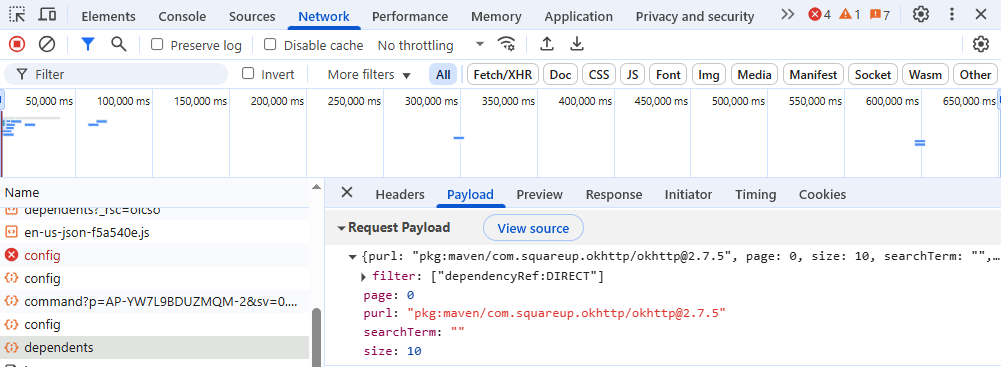 Elements Console Sources Network Performance Memory Application Privacy and security 4 1 7
Preserve log Disable cache No throttling
Filter Invert More filters All Fetch/XHR Doc CSS JS Font Img Media Manifest Socket Wasm Other
50,000 ms 100,000 ms 150,000 ms 200,000 ms 250,000 ms 300,000 ms 350,000 ms 400,000 ms 450,000 ms 500,000 ms 550,000 ms 600,000 ms 650,000 ms
Name
dependents?_rsc=
en-us-json-f5a540e.js
config
config
command?p=AP-YW7L9BDUZMQM-2&sv=0....
config
dependents
Headers Payload Preview Response Initiator Timing Cookies
Request Payload View source
{purl: "pkg:maven/com.squareup.okhttp/okhttp@2.7.5", page: 0, size: 10, searchTerm: "",…
filter: ["dependencyRef:DIRECT"]
page: 0
purl: "pkg:maven/com.squareup.okhttp/okhttp@2.7.5"
searchTerm: ""
size: 10